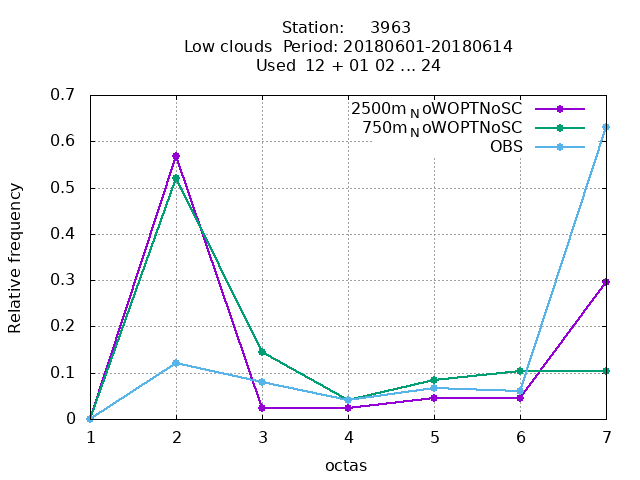 Station: 3963
Low clouds Period: 20180601-20180614
Used 12 + 01 02 ... 24
0.7
2500m_NoWOPTNoSC
750m_NoWOPTNoSC
OBS
0.6
0.5
0.4
0.3
0.2
0.1
0
Relative frequency
1 2 3 4 5 6 7
octas